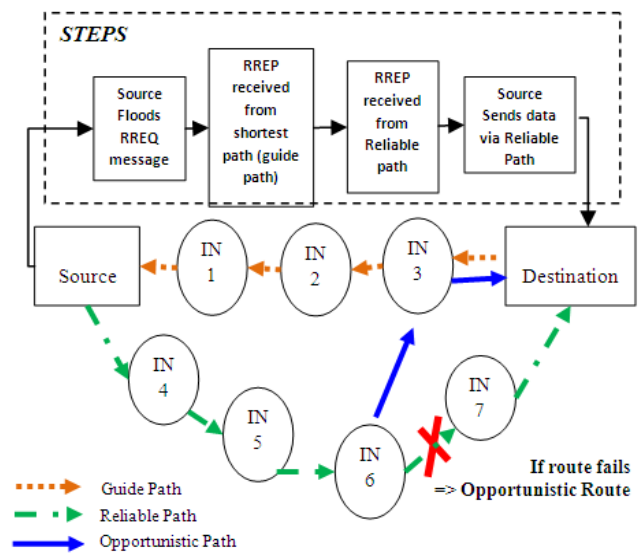 STEPS
Source
Floods
RREQ
message
RREP
received
from
shortest
path (guide
path)
RREP
received
from
Reliable
path
Source
Sends data
via Reliable
Path
Source
IN
1
IN
2
IN
3
Destination
IN
4
IN
5
IN
6
IN
7
If route fails
=> Opportunistic Route
Guide Path
Reliable Path
Opportunistic Path